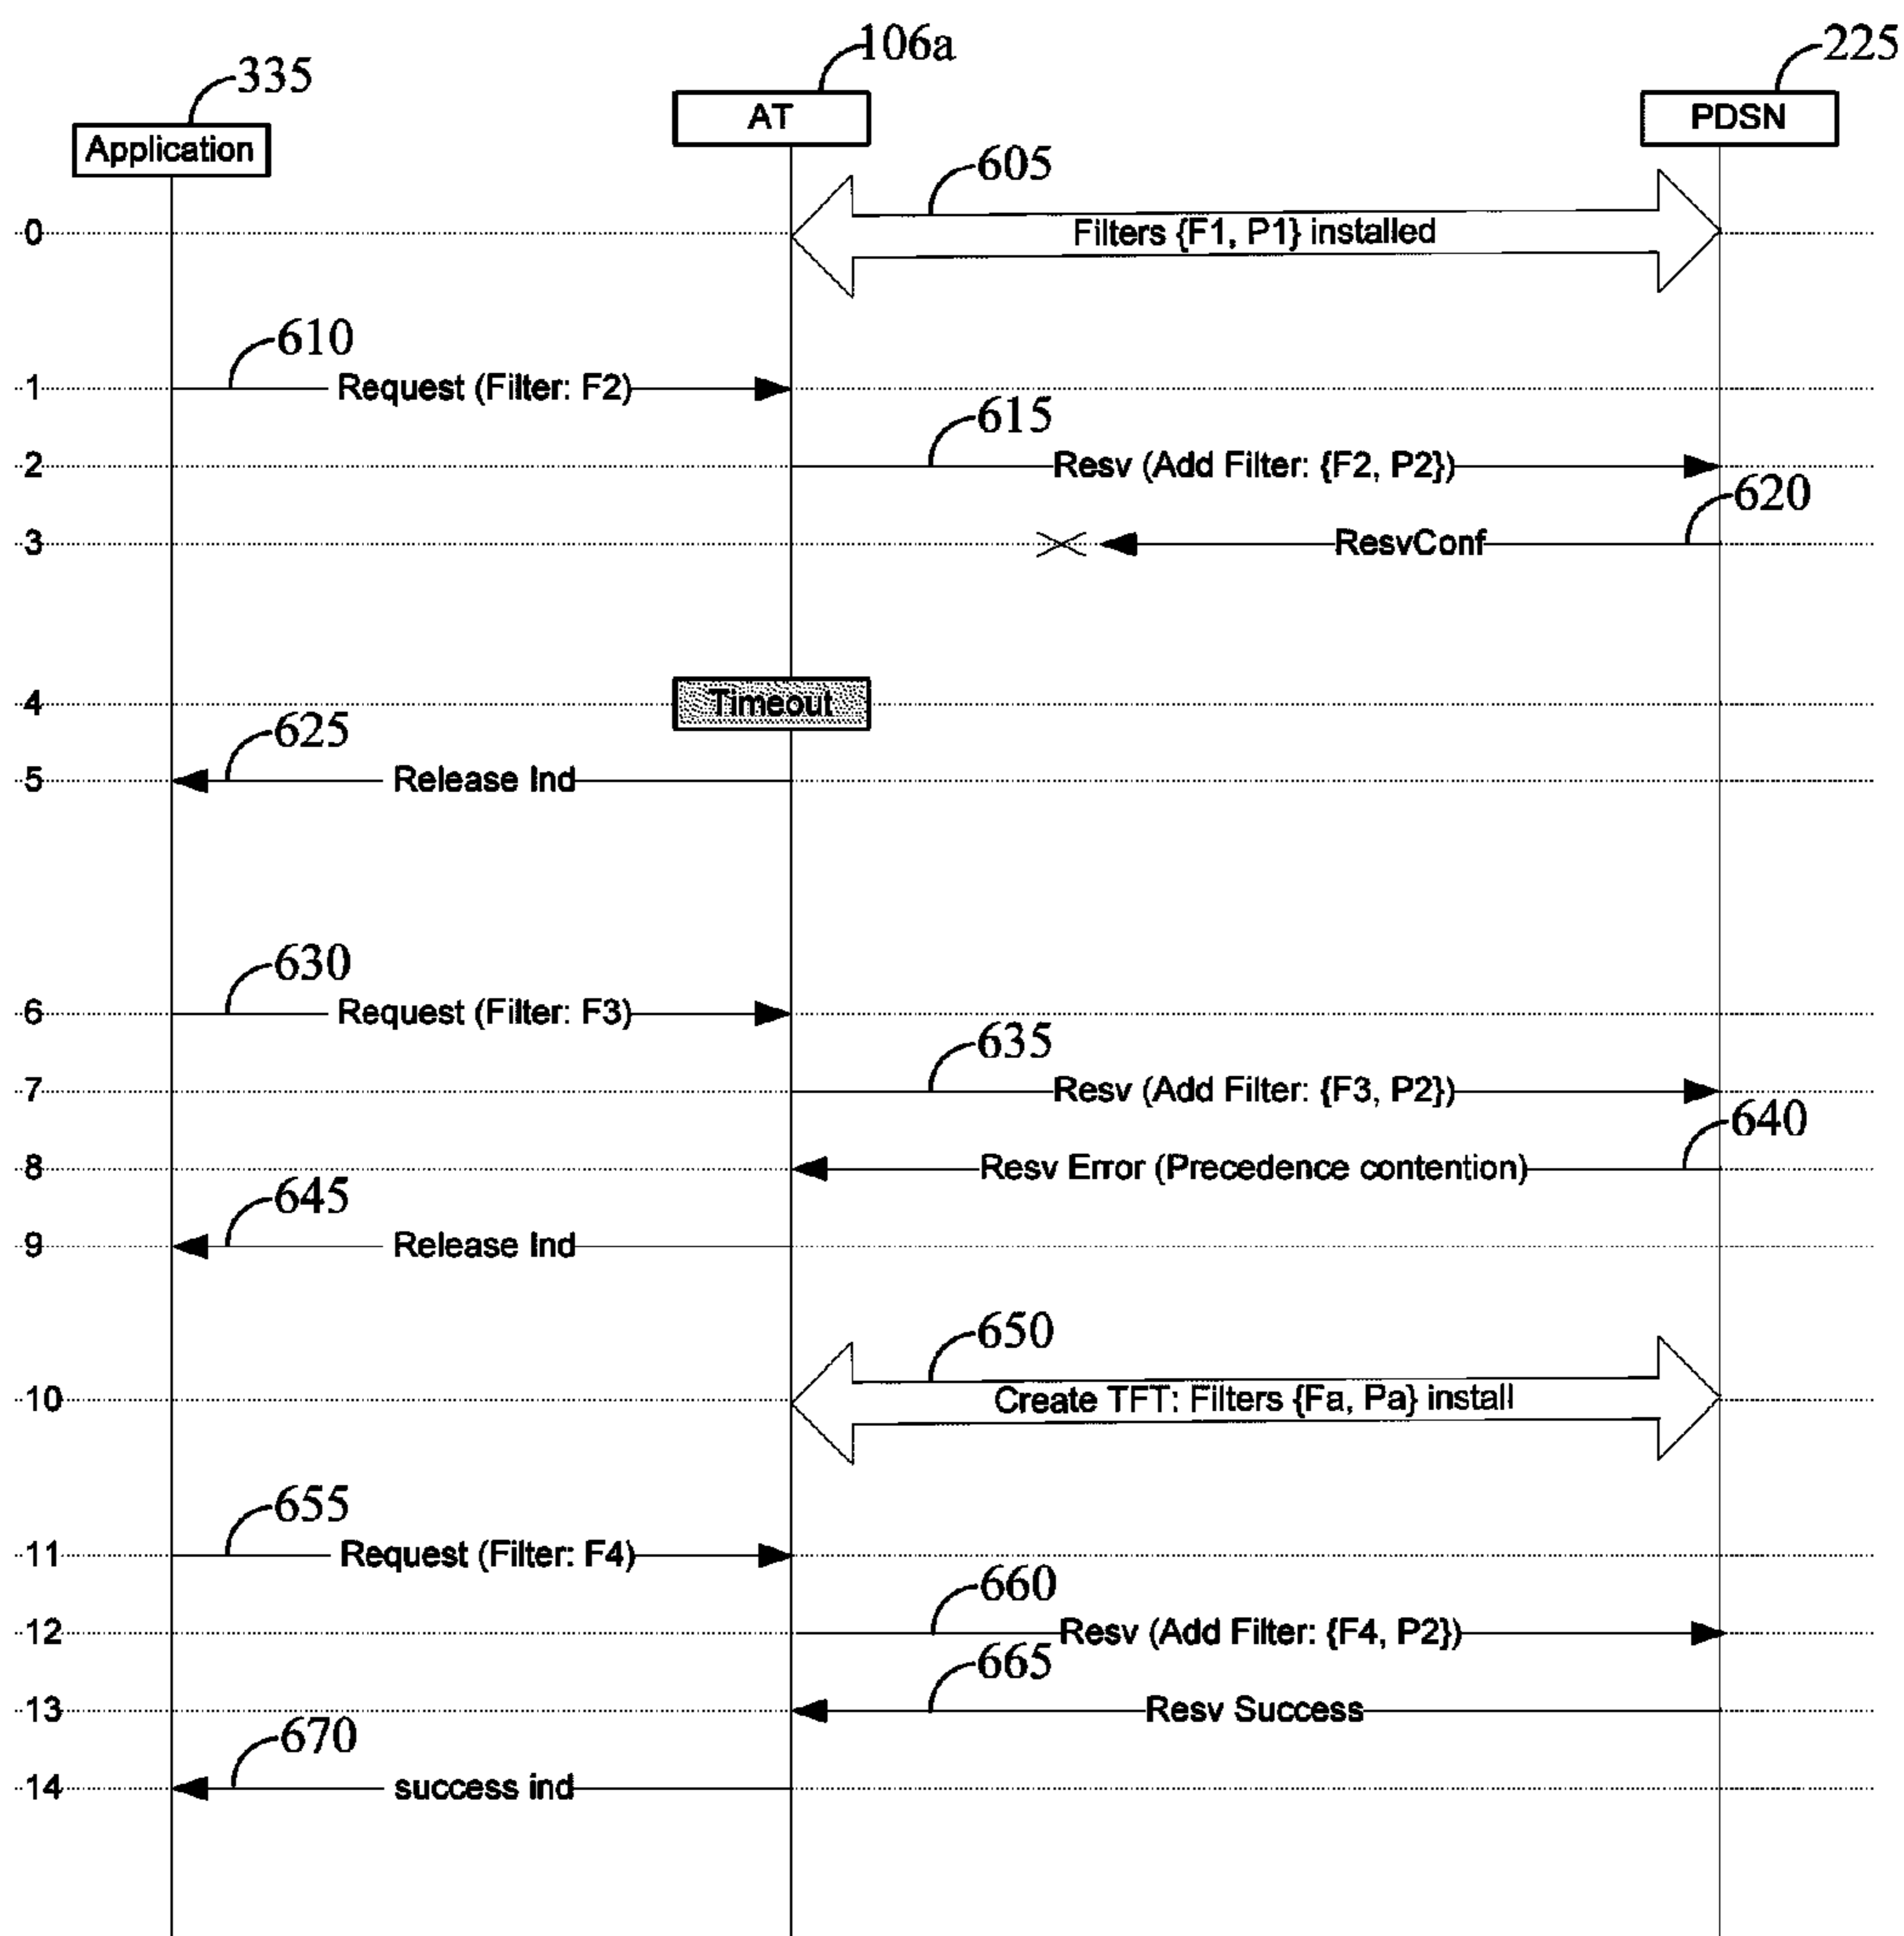 106a
225
335
AT
PDSN
Application
605
0
Filters {F1, P1} installed
610
1
Request (Filter: F2)
615
2
Resv (Add Filter: {F2, P2})
620
3
ResvConf
4
Timeout
625
5
Release Ind
630
6
Request (Filter: F3)
635
7
Resv (Add Filter: {F3, P2})
640
8
Resv Error (Precedence contention)
645
9
Release Ind
650
10
Create TFT: Filters {Fa, Pa} install
655
11
Request (Filter: F4)
660
12
Resv (Add Filter: {F4, P2})
665
13
Resv Success
670
14
success ind